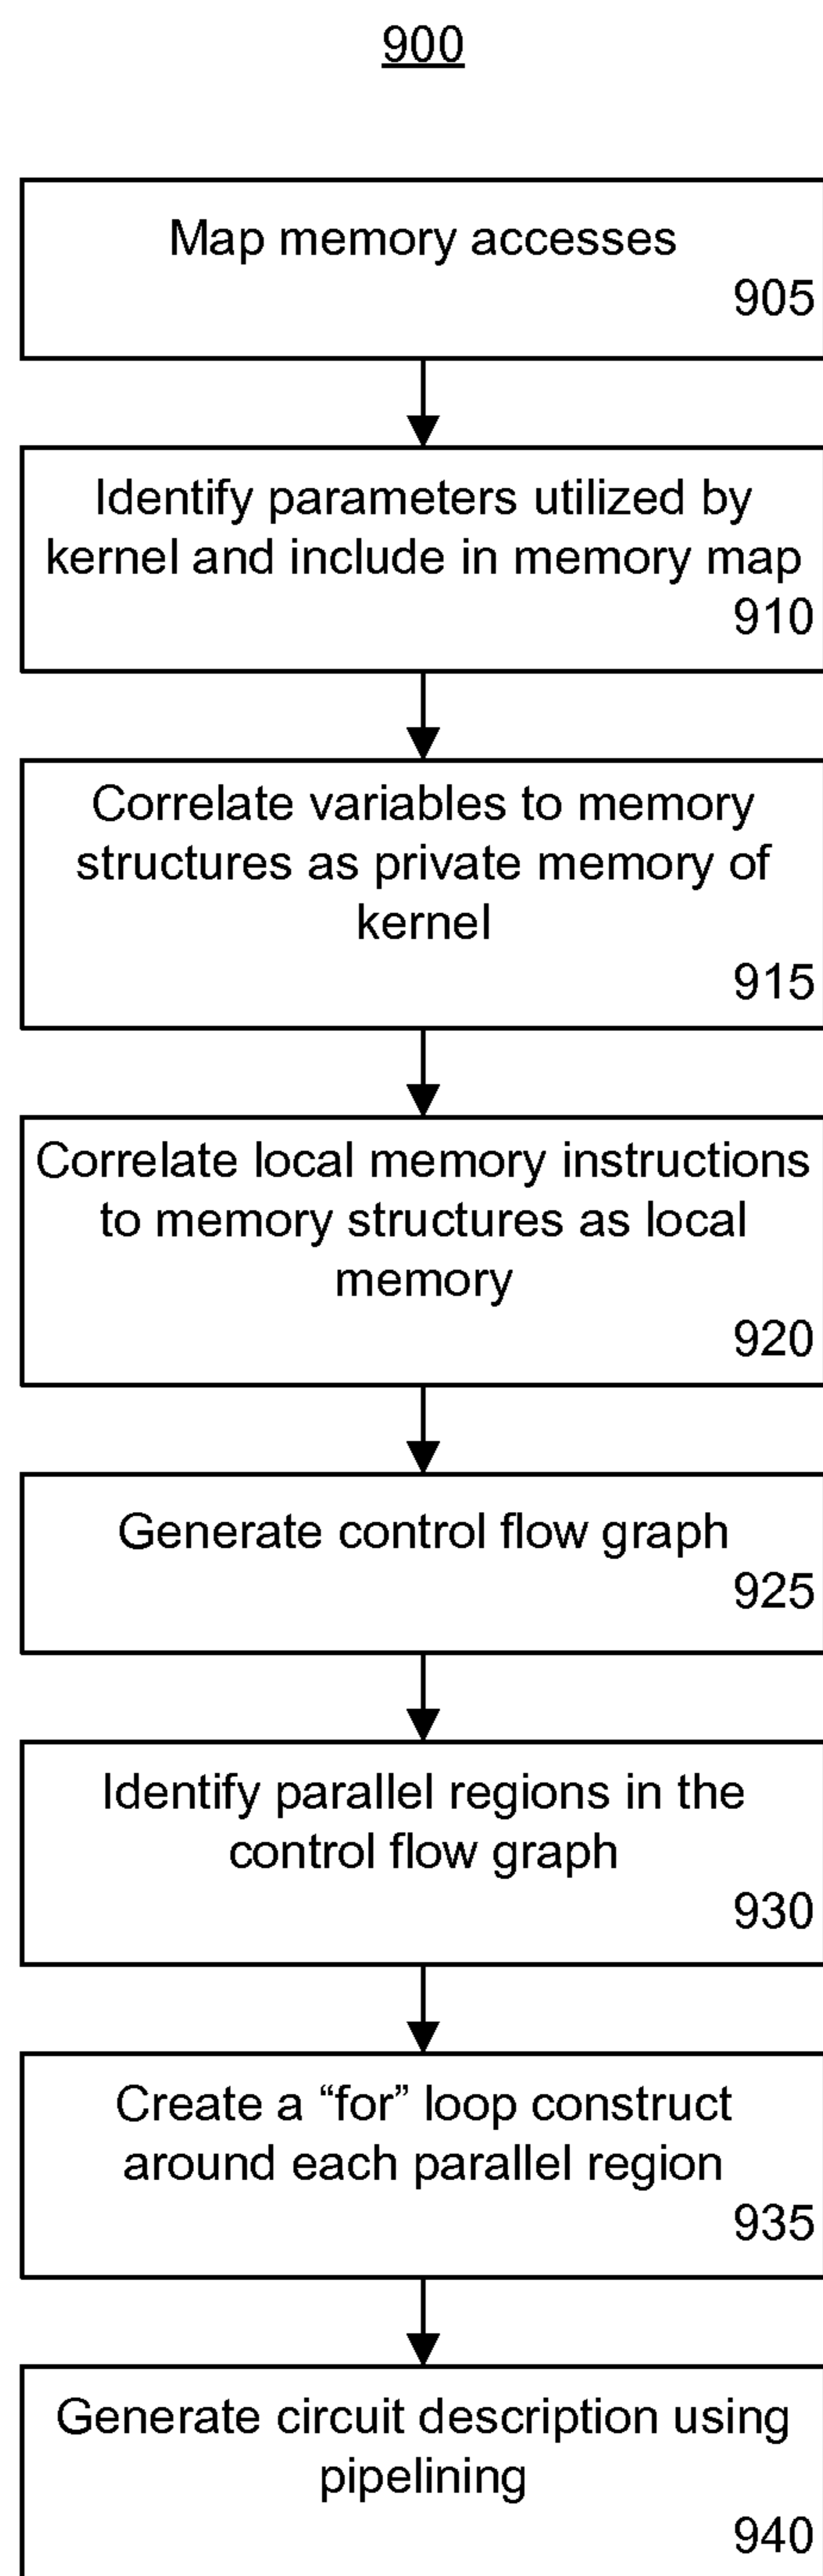 900
Map memory accesses
905
Identify parameters utilized by
kernel and include in memory map
910
Correlate variables to memory
structures as private memory of
kernel
915
Correlate local memory instructions
to memory structures as local
memory
920
Generate control flow graph
925
Identify parallel regions in the
control flow graph
930
Create a “for” loop construct
around each parallel region
935
Generate circuit description using
pipelining
940